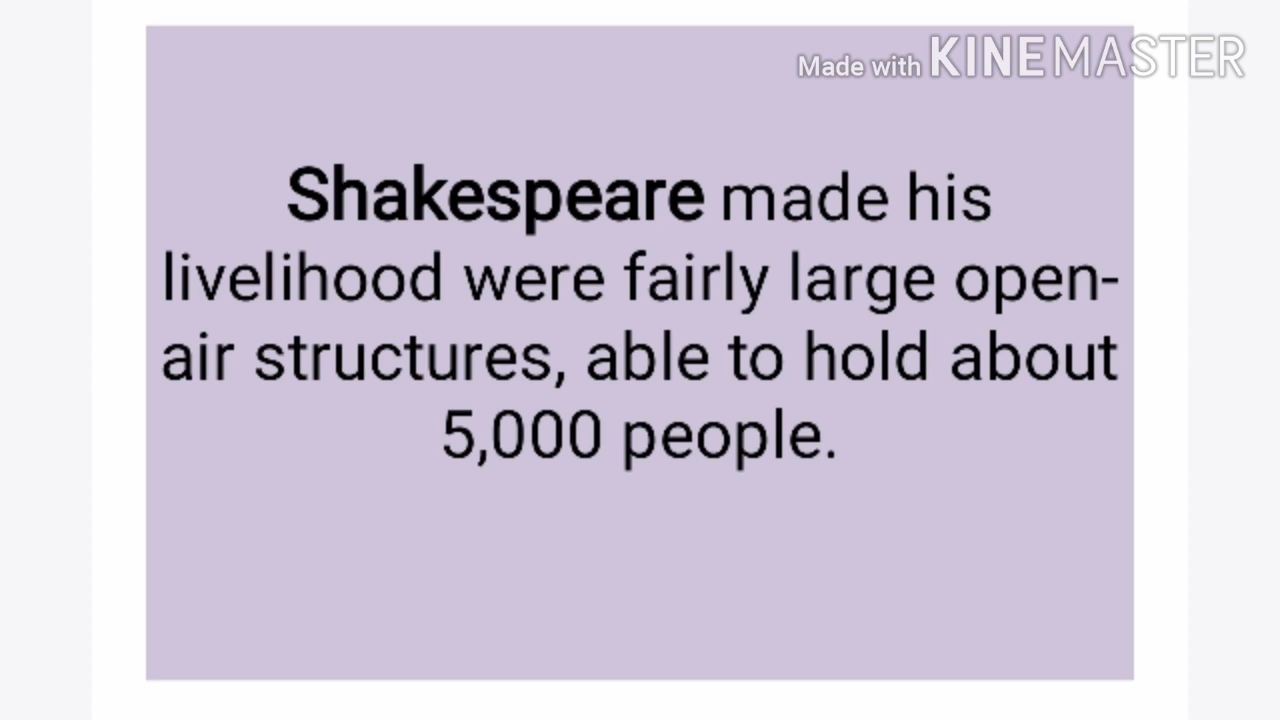 Made with KINEMASTER
Shakespeare made his
livelihood were fairly large open-
air structures, able to hold about
5,000 people.